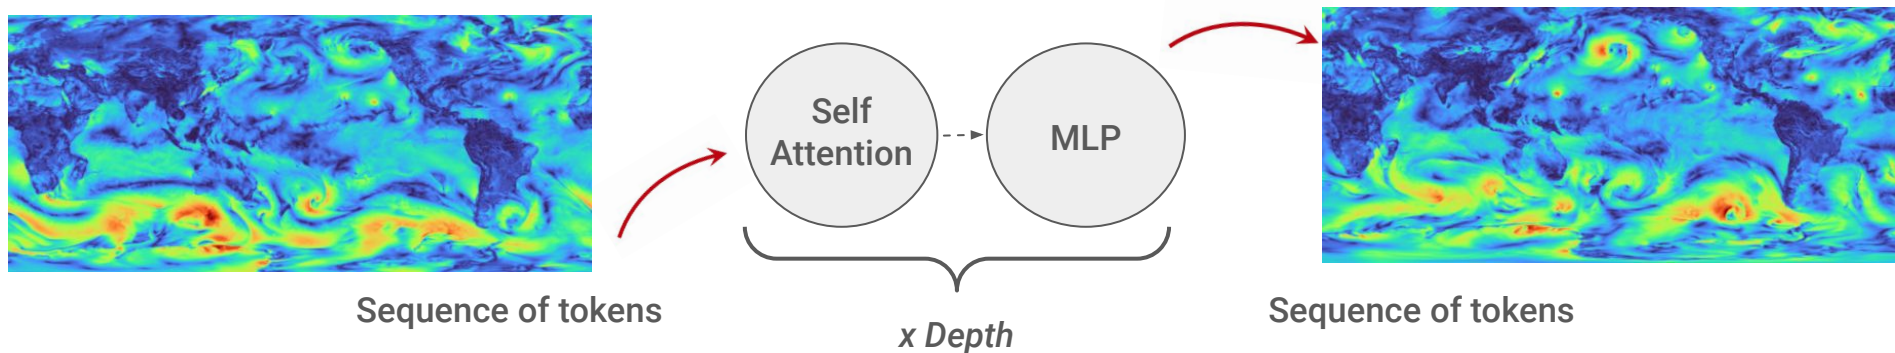 Self
Attention
MLP
Sequence of tokens
x Depth
Sequence of tokens